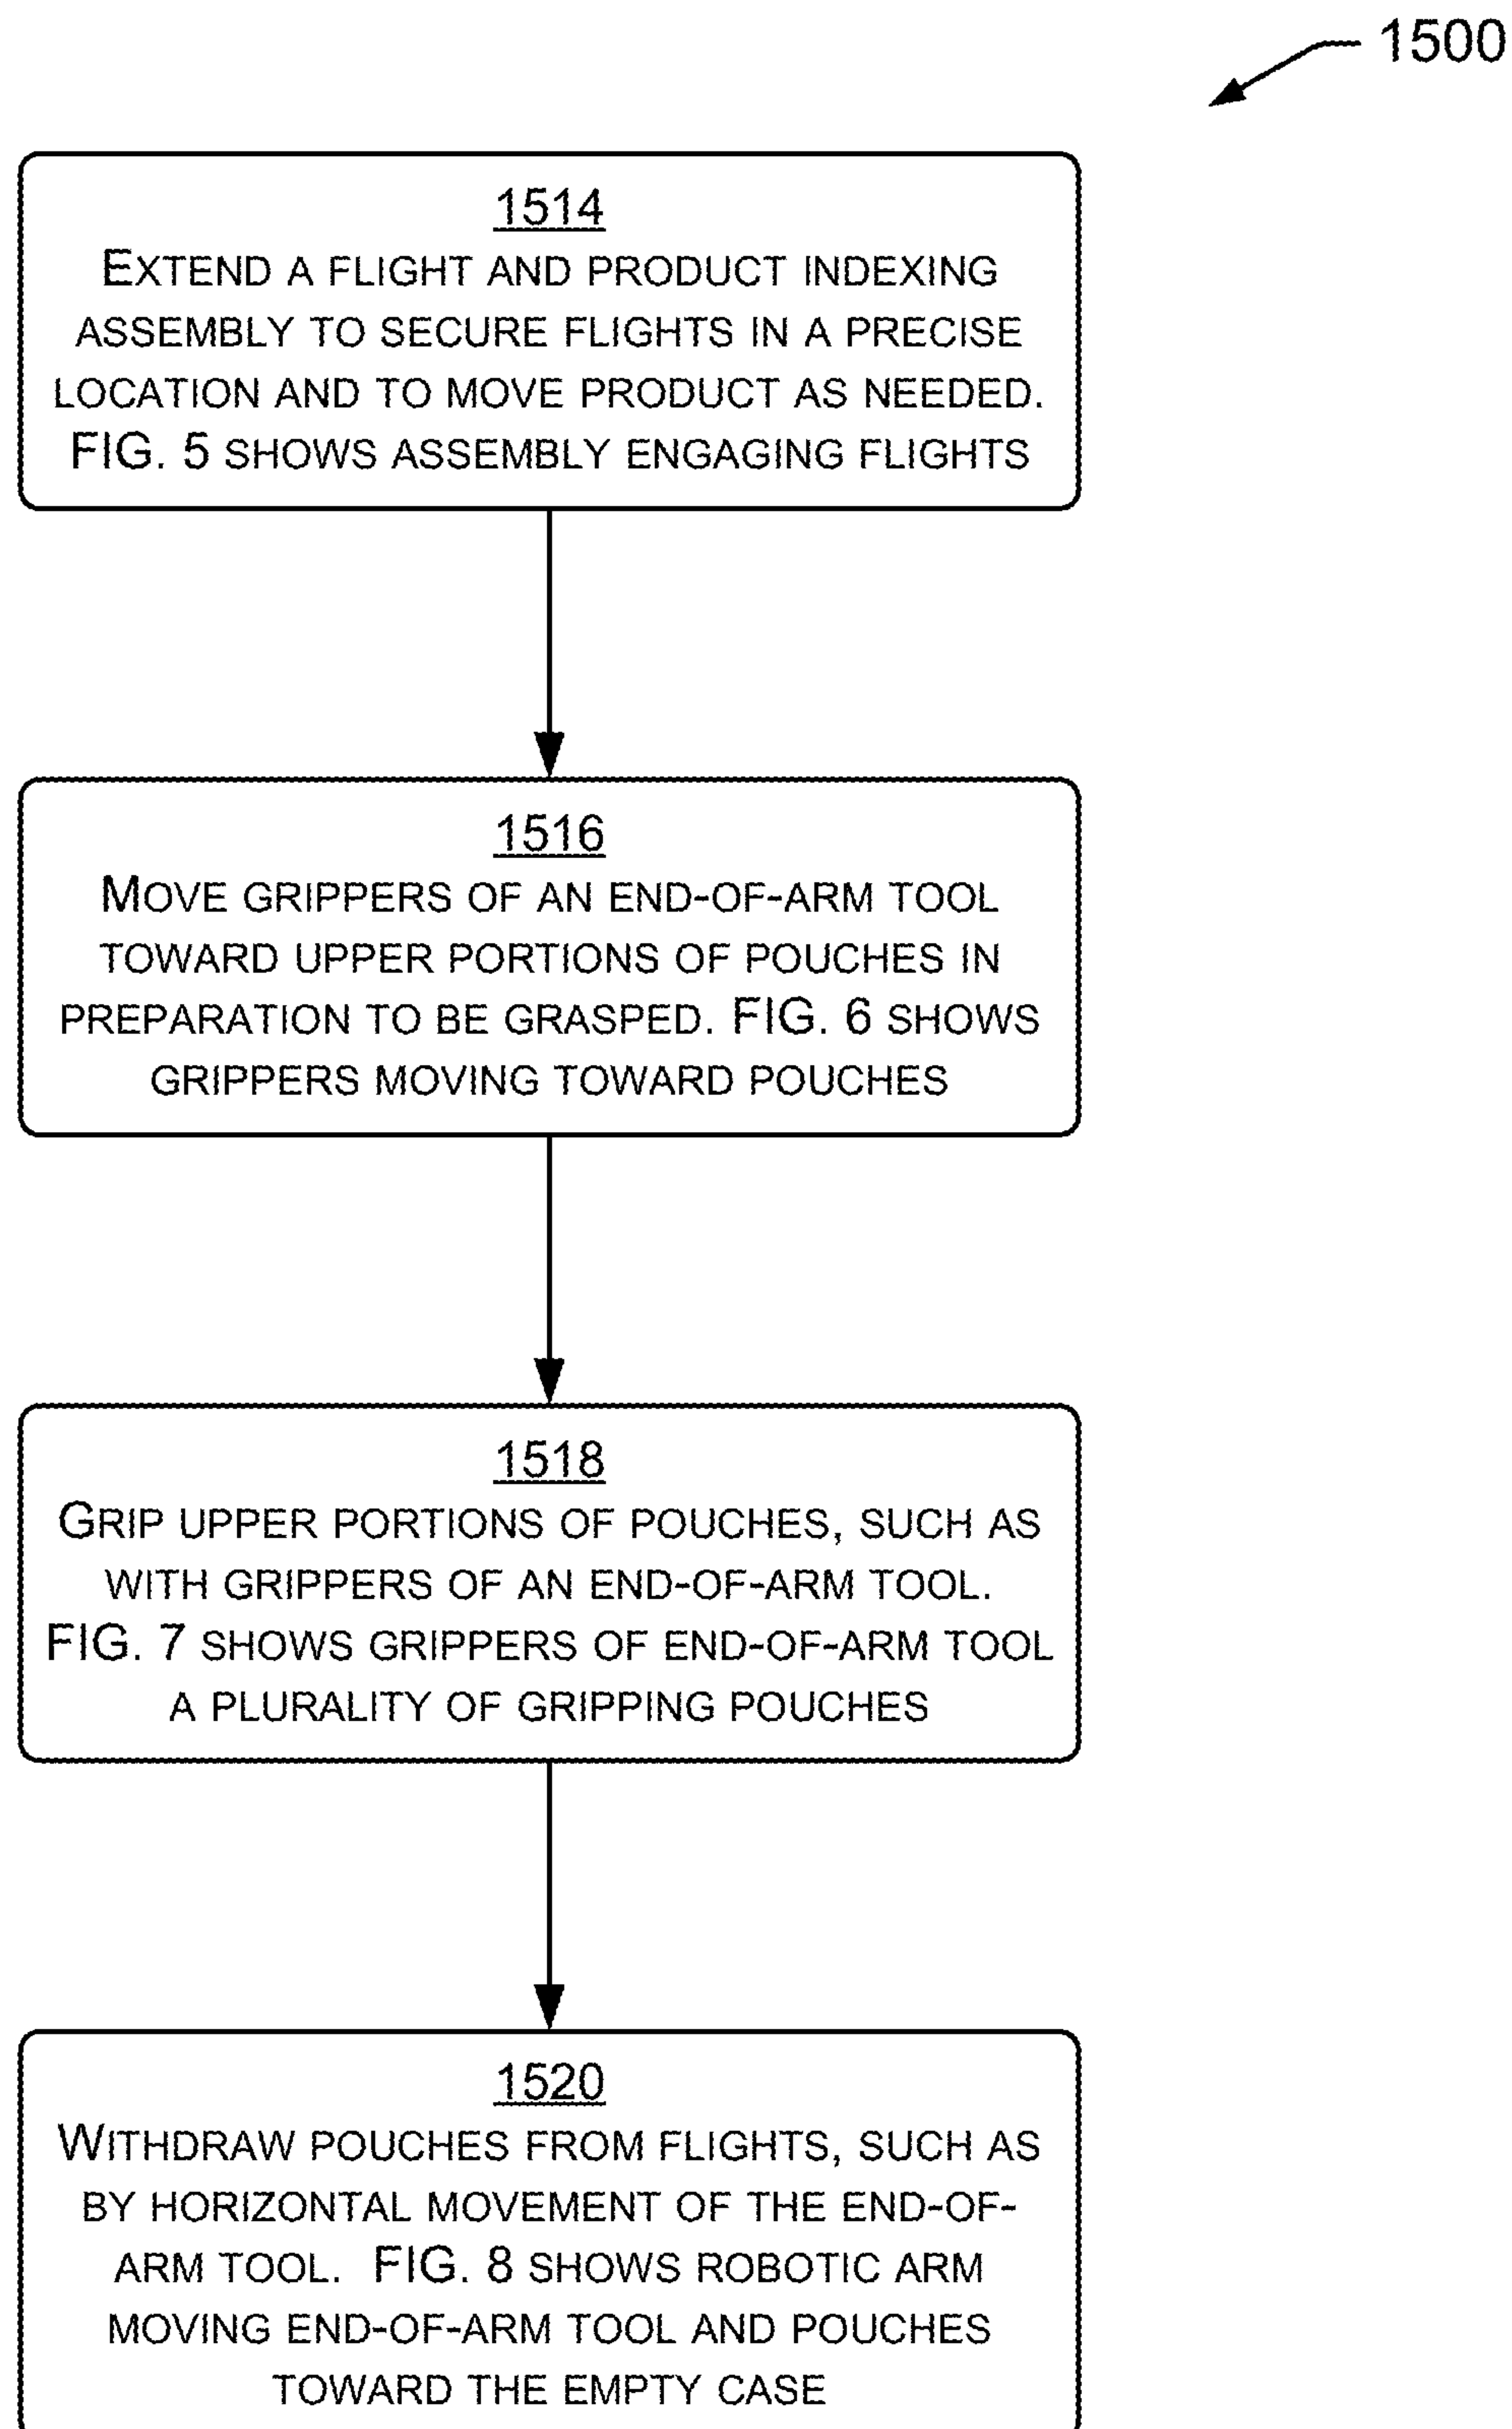 1500
1514
EXTEND A FLIGHT AND PRODUCT INDEXING
ASSEMBLY TO SECURE FLIGHTS IN A PRECISE
LOCATION AND TO MOVE PRODUCT AS NEEDED.
FIG. 5 SHOWS ASSEMBLY ENGAGING FLIGHTS
1516
MOVE GRIPPERS OF AN END-OF-ARM TOOL
TOWARD UPPER PORTIONS OF POUCHES IN
PREPARATION TO BE GRASPED. FIG. 6 SHOWS
GRIPPERS MOVING TOWARD POUCHES
1518
GRIP UPPER PORTIONS OF POUCHES, SUCH AS
WITH GRIPPERS OF AN END-OF-ARM TOOL.
FIG. 7 SHOWS GRIPPERS OF END-OF-ARM TOOL
A PLURALITY OF GRIPPING POUCHES
1520
WITHDRAW POUCHES FROM FLIGHTS, SUCH AS
BY HORIZONTAL MOVEMENT OF THE END-OF-
ARM TOOL. FIG. 8 SHOWS ROBOTIC ARM
MOVING END-OF-ARM TOOL AND POUCHES
TOWARD THE EMPTY CASE